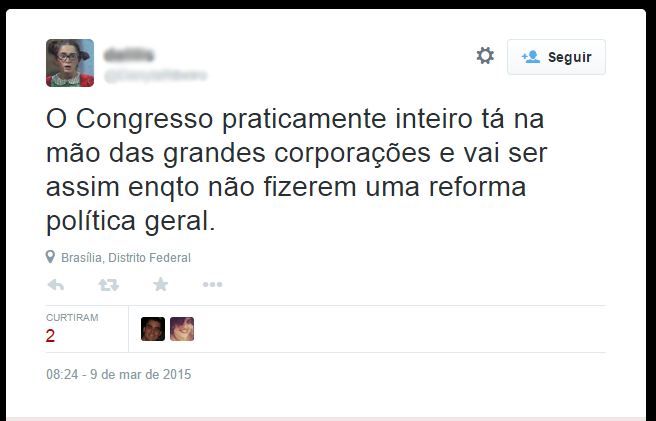 Seguir
O Congresso praticamente inteiro tá na
mão das grandes corporações e vai ser
assim enqto não fizerem uma reforma
política geral.
Brasília, Distrito Federal
CURTIRAM
2
08:24 - 9 de mar de 2015